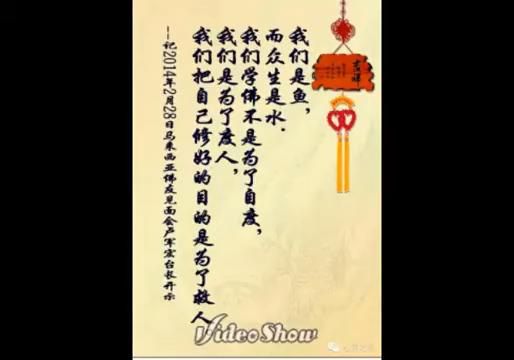 我们是鱼，
而众生是水．
我们学佛不是为了自度，
我们是为了度人，
我们把自己修好的目的是为了救人
--记2014年2月28日马来西亚佛友见面会卢军宏台长开示
吉祥
VideoShow